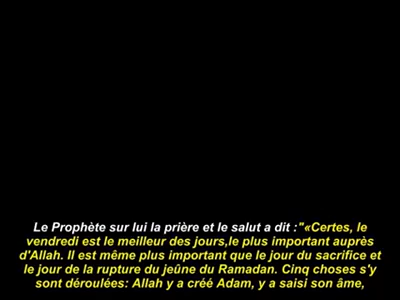 Le Prophète sur lui la prière et le salut a dit :"«Certes, le
vendredi est le meilleur des jours,le plus important auprès
d'Allah. Il est même plus important que le jour du sacrifice et
le jour de la rupture du jeûne du Ramadan. Cinq choses s'y
sont déroulées: Allah y a créé Adam, y a saisi son âme,